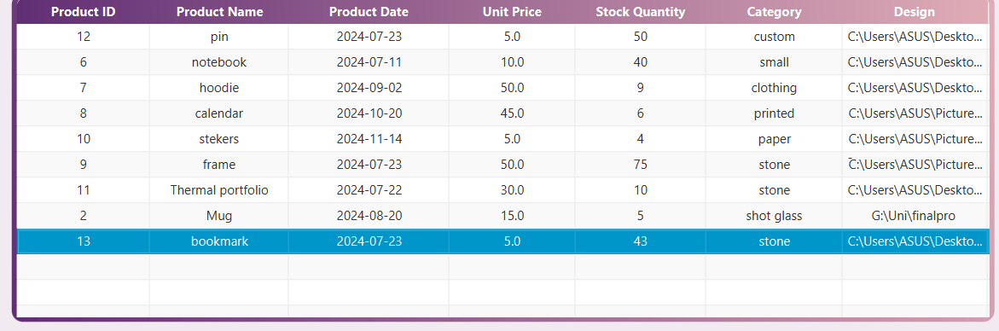 Product ID Product Name Product Date Unit Price Stock Quantity Category Design
12 pin 2024-07-23 5.0 50 custom C:\Users\ASUS\Deskto...
6 notebook 2024-07-11 10.0 40 small C:\Users\ASUS\Deskto...
7 hoodie 2024-09-02 50.0 9 clothing C:\Users\ASUS\Deskto...
8 calendar 2024-10-20 45.0 6 printed C:\Users\ASUS\Picture...
10 stekers 2024-11-14 5.0 4 paper C:\Users\ASUS\Picture...
9 frame 2024-07-23 50.0 75 stone C:\Users\ASUS\Picture...
11 Thermal portfolio 2024-07-22 30.0 10 stone C:\Users\ASUS\Deskto...
2 Mug 2024-08-20 15.0 5 shot glass G:\Uni\finalpro
13 bookmark 2024-07-23 5.0 43 stone C:\Users\ASUS\Deskto...